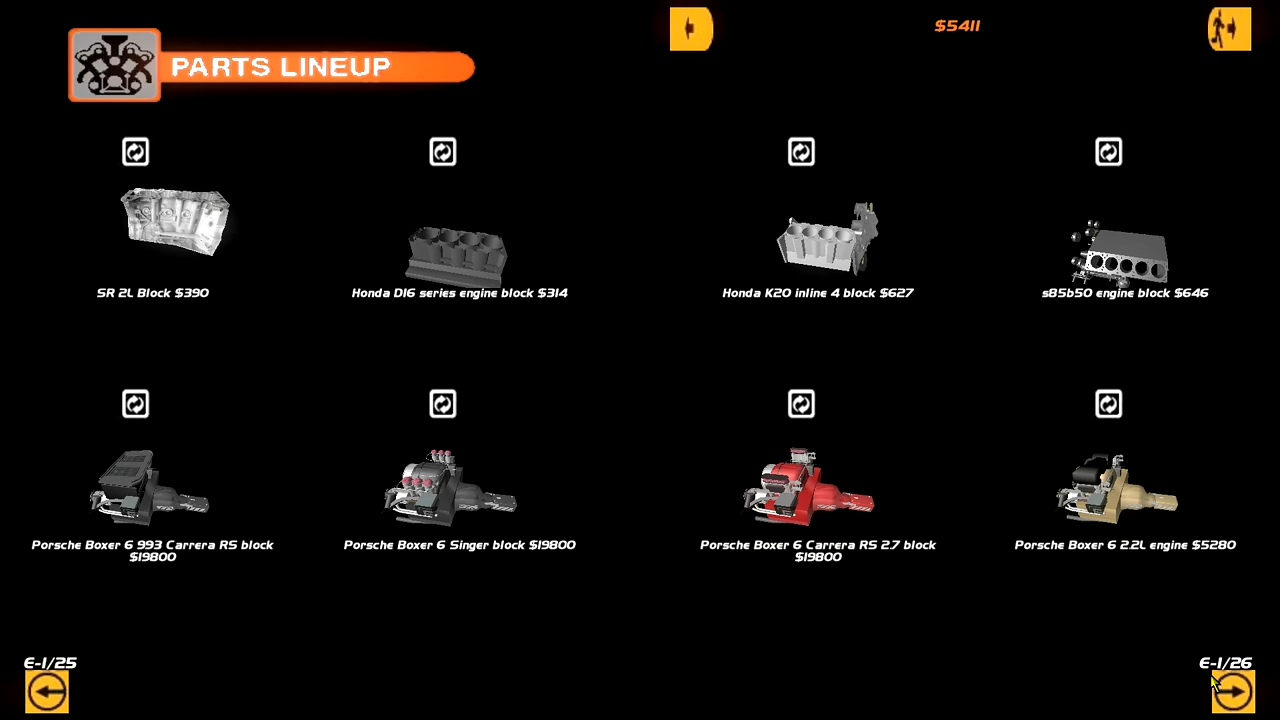 $5411
PARTS LINEUP
SR 2L Block $390
Honda D16 series engine block $314
Honda K20 inline 4 block $627
s85b50 engine block $646
Porsche Boxer 6 993 Carrera RS block
$19800
Porsche Boxer 6 Singer block $19800
Porsche Boxer 6 Carrera RS 2.7 block
$19800
Porsche Boxer 6 2.2L engine $5280
E-1/25
E-1/26